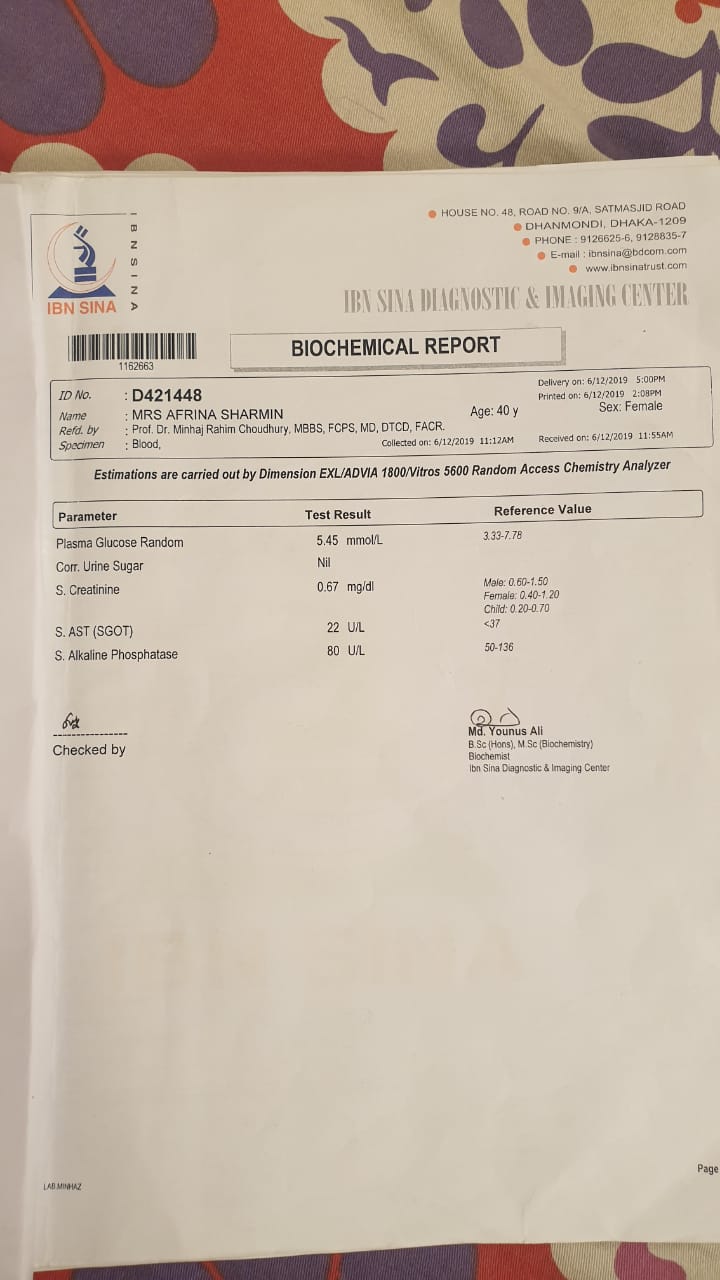 HOUSE NO. 48, ROAD NO. 9/A, SATMASJID ROAD
DHANMONDI, DHAKA-1209
PHONE : 9126625-6, 9128835-7
E-mail : ibnsina@bdcom.com
www.ibnsinatrust.com
IBN SINA
IBN SINA
IBN SINA DIAGNOSTIC & IMAGING CENTER
1162663
BIOCHEMICAL REPORT
Delivery on: 6/12/2019 5:00PM
Printed on: 6/12/2019 2:08PM
ID No. : D421448
Name : MRS AFRINA SHARMIN Age: 40 y Sex: Female
Refd. by : Prof. Dr. Minhaj Rahim Choudhury, MBBS, FCPS, MD, DTCD, FACR.
Specimen : Blood, Collected on: 6/12/2019 11:12AM Received on: 6/12/2019 11:55AM
Estimations are carried out by Dimension EXL/ADVIA 1800/Vitros 5600 Random Access Chemistry Analyzer
Parameter Test Result Reference Value
Plasma Glucose Random 5.45 mmol/L 3.33-7.78
Corr. Urine Sugar Nil
S. Creatinine 0.67 mg/dl Male: 0.60-1.50
Female: 0.40-1.20
Child: 0.20-0.70
S. AST (SGOT) 22 U/L <37
S. Alkaline Phosphatase 80 U/L 50-136
Checked by
Md. Younus Ali
B.Sc (Hons), M.Sc (Biochemistry)
Biochemist
Ibn Sina Diagnostic & Imaging Center
Page
LAB.MINHAZ